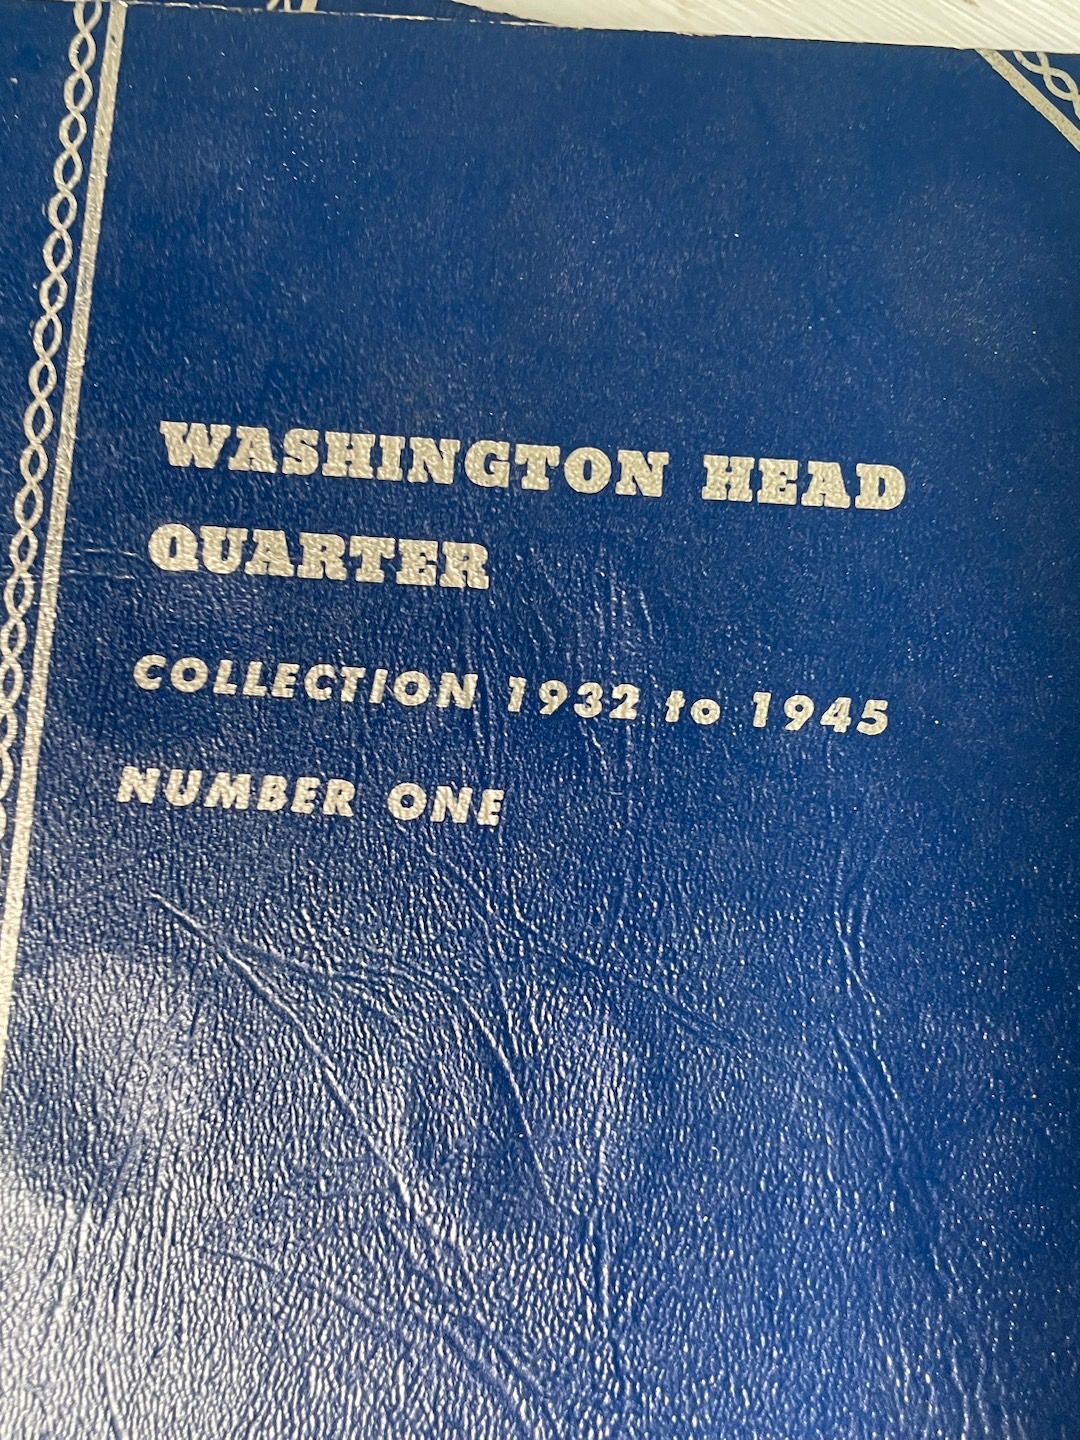 WASHINGTON HEAD
QUARTER
COLLECTION 1932 to 1945
NUMBER ONE